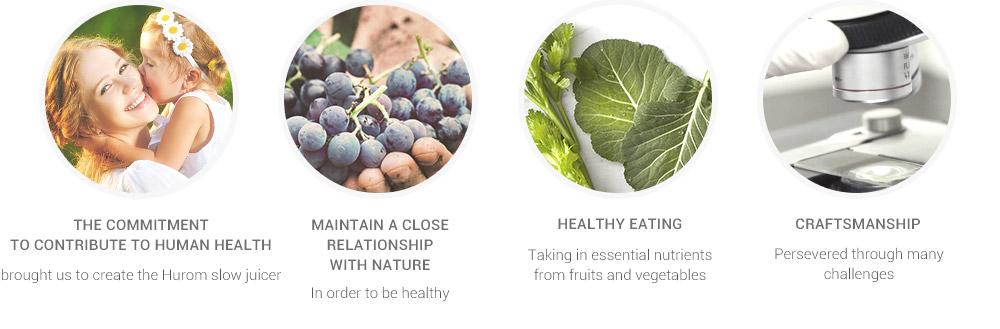 THE COMMITMENT
TO CONTRIBUTE TO HUMAN HEALTH
brought us to create the Hurom slow juicer
MAINTAIN A CLOSE
RELATIONSHIP
WITH NATURE
In order to be healthy
HEALTHY EATING
Taking in essential nutrients
from fruits and vegetables
CRAFTSMANSHIP
Persevered through many
challenges